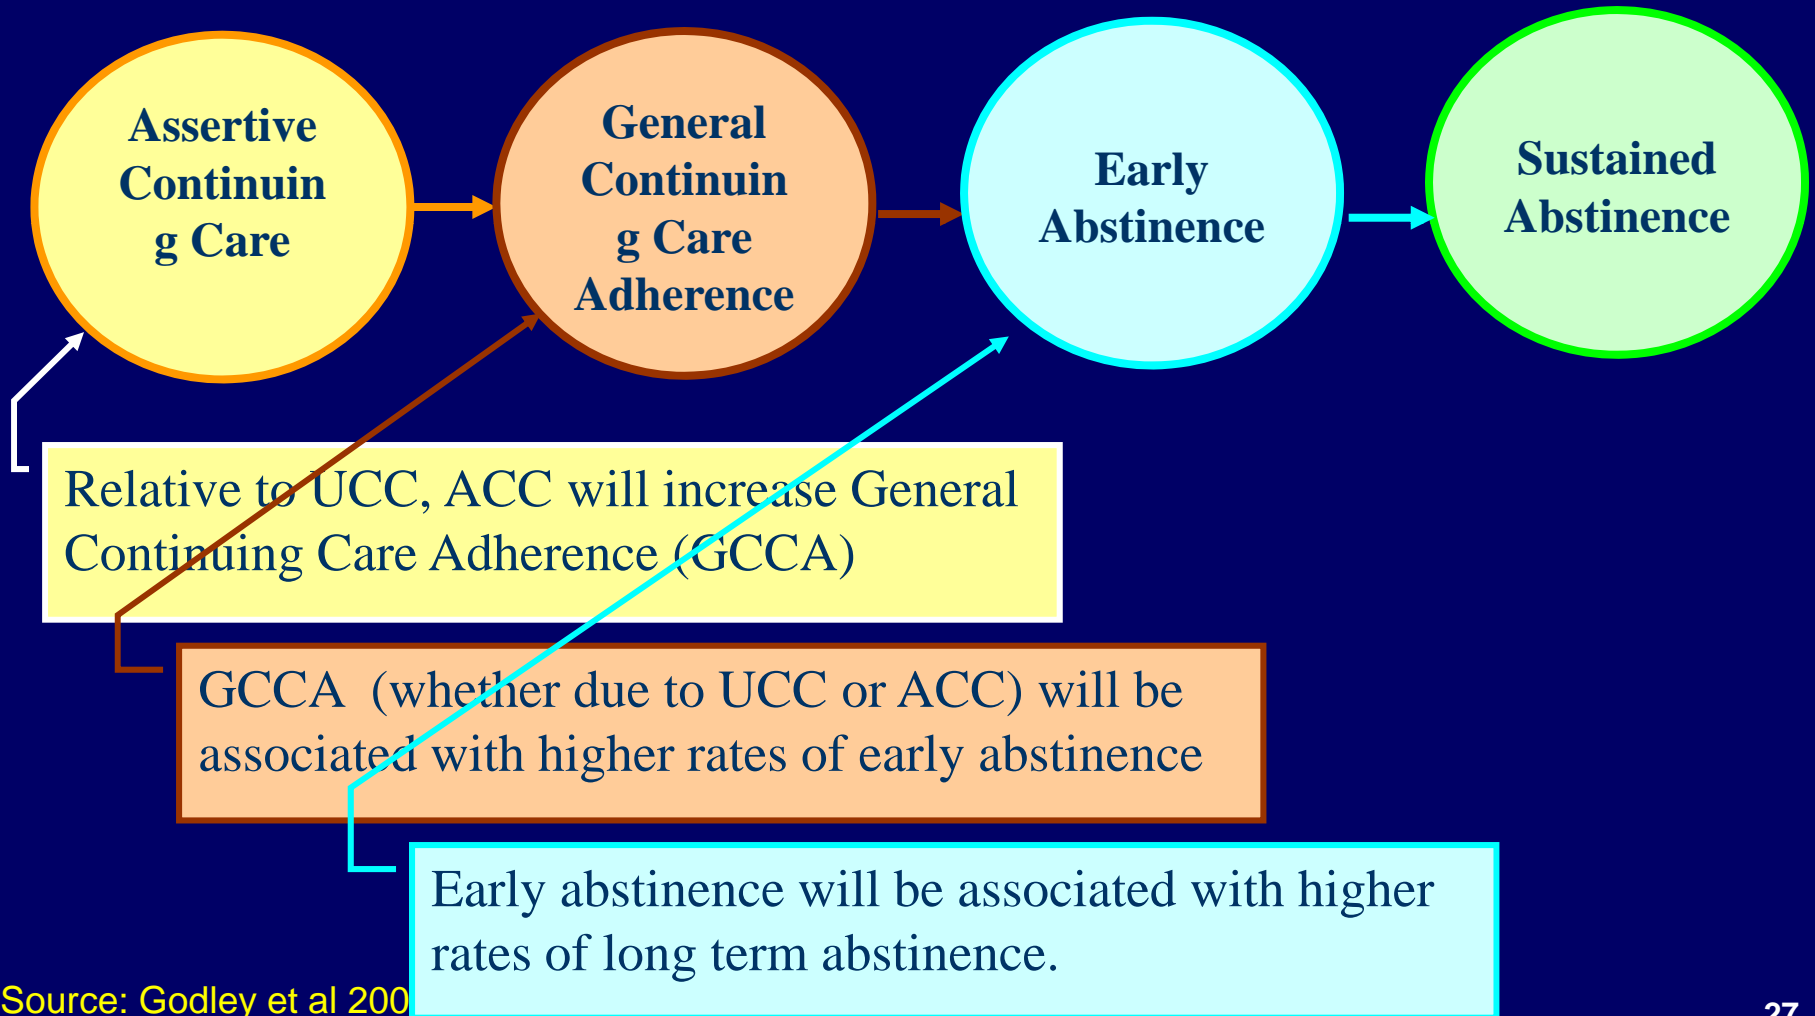 Assertive
Continuin
g Care
General
Continuin
g Care
Adherence
Early
Abstinence
Sustained
Abstinence
Relative to UCC, ACC will increase General
Continuing Care Adherence (GCCA)
GCCA (whether due to UCC or ACC) will be
associated with higher rates of early abstinence
Early abstinence will be associated with higher
rates of long term abstinence.
Source: Godley et al 200
27